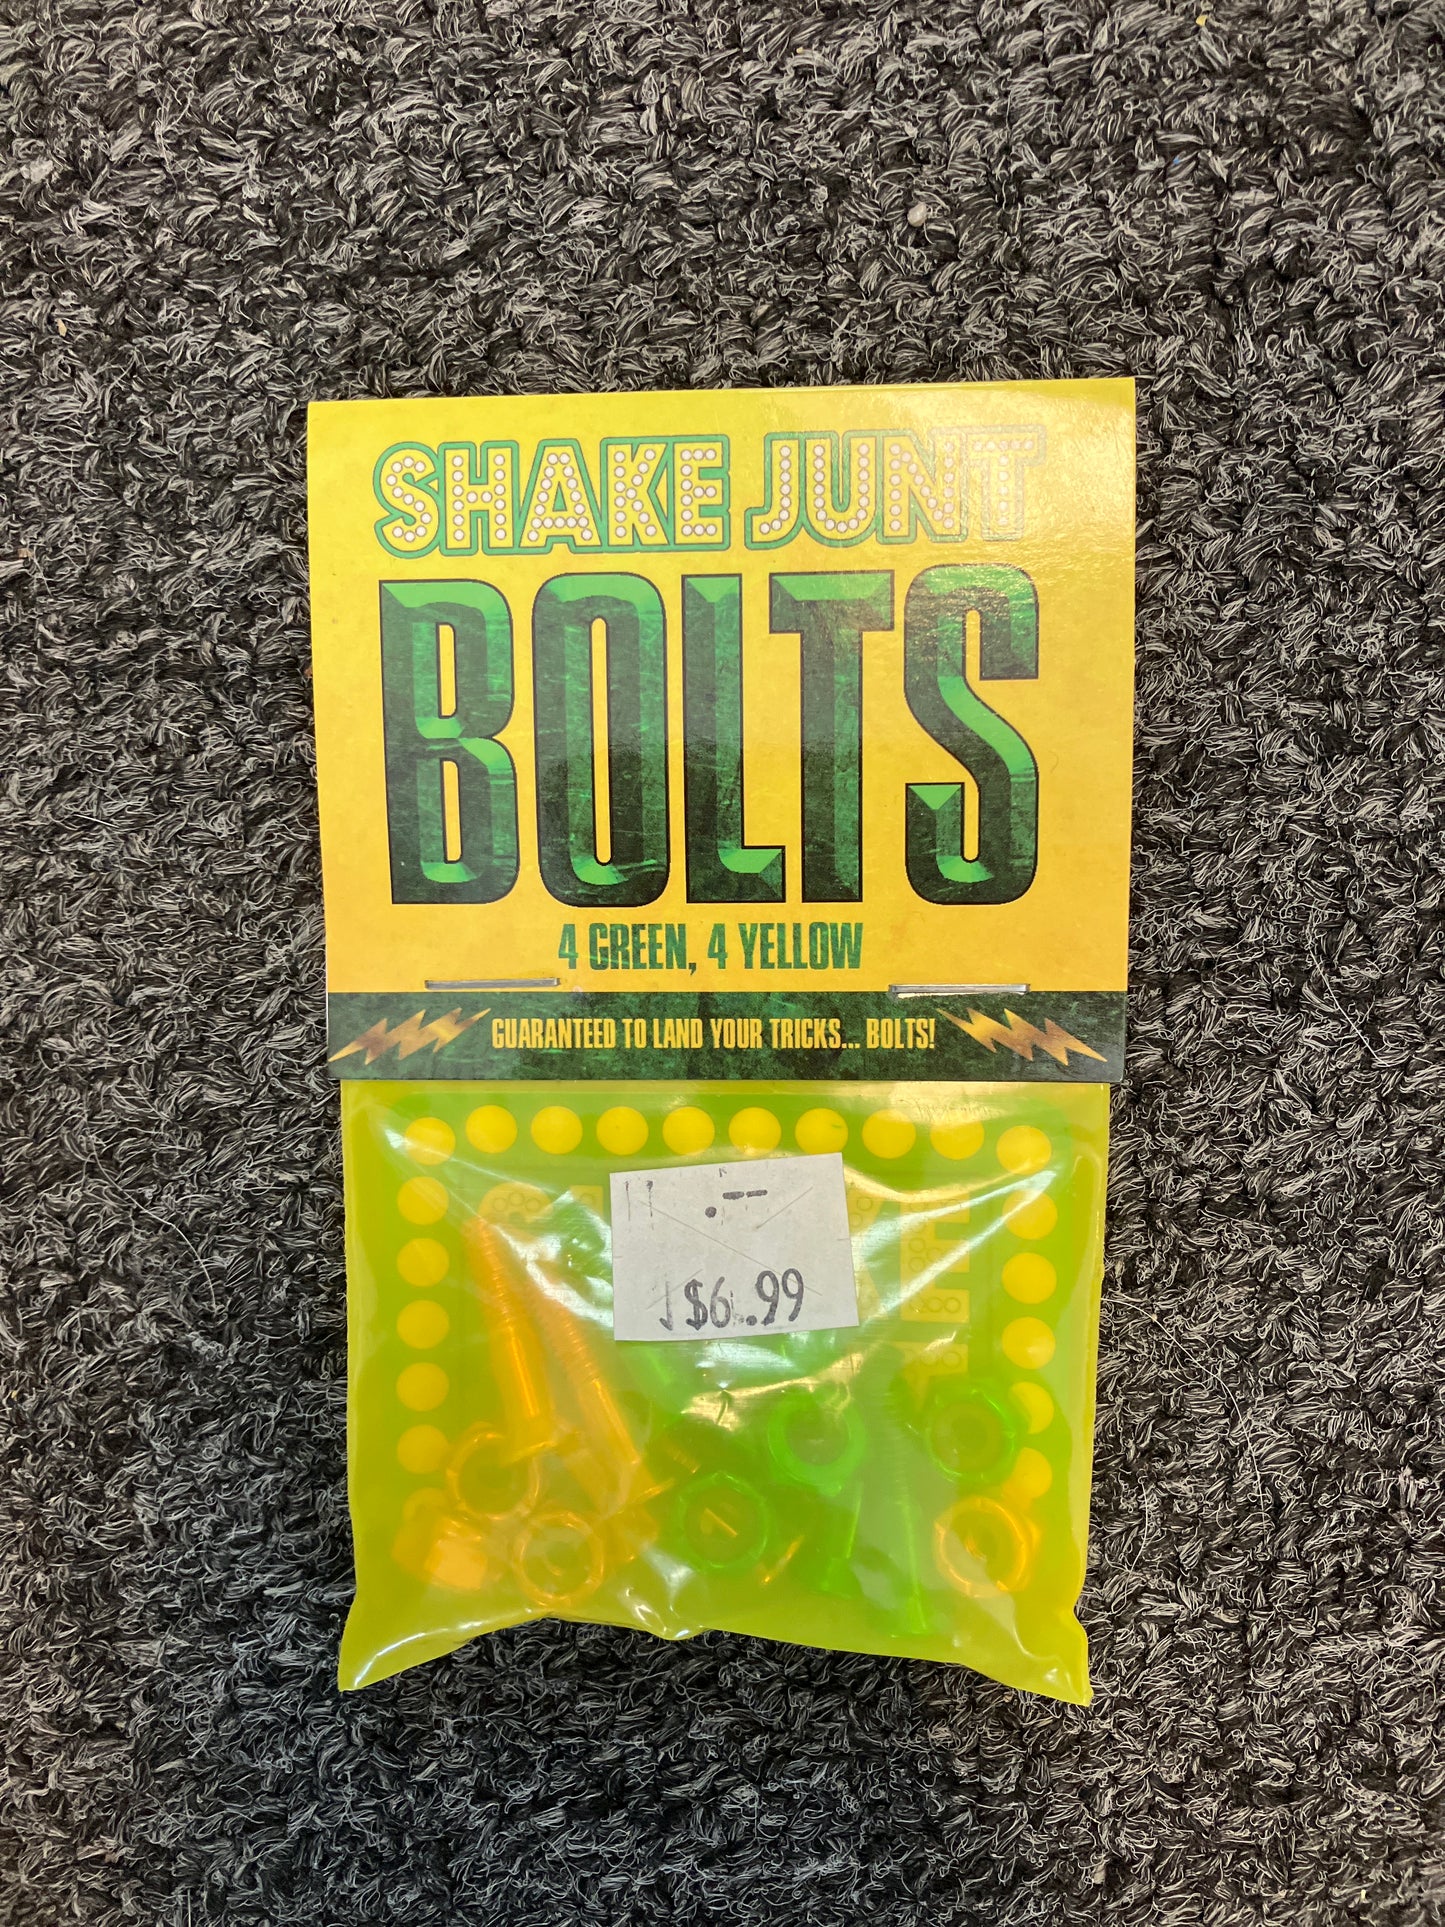 SHAKE JUNT
BOLTS
4 GREEN, 4 YELLOW
GUARANTEED TO LAND YOUR TRICKS... BOLTS!
$6.99